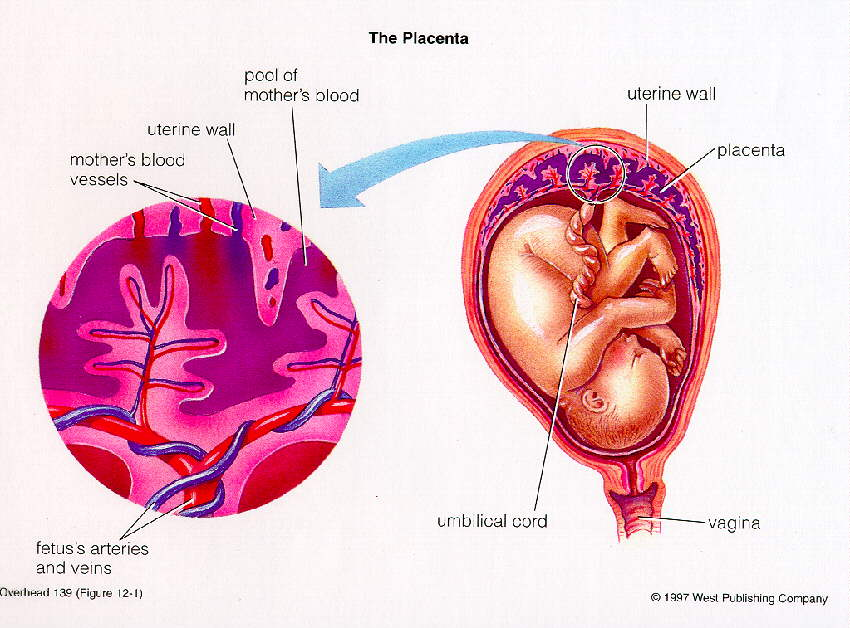 The Placenta
pool of
mother's blood
uterine wall
mother's blood
vessels
uterine wall
placenta
umbilical cord
vagina
fetus's arteries
and veins
Overhead 139 (Figure 12-1)
© 1997 West Publishing Company